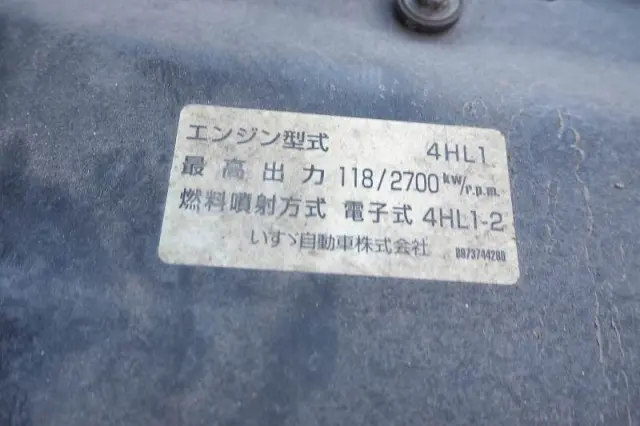 エンジン型式 4HL1
最高出力 118/2700 kw/r.p.m.
燃料噴射方式 電子式 4HL1-2
いすゞ自動車株式会社 8973744280